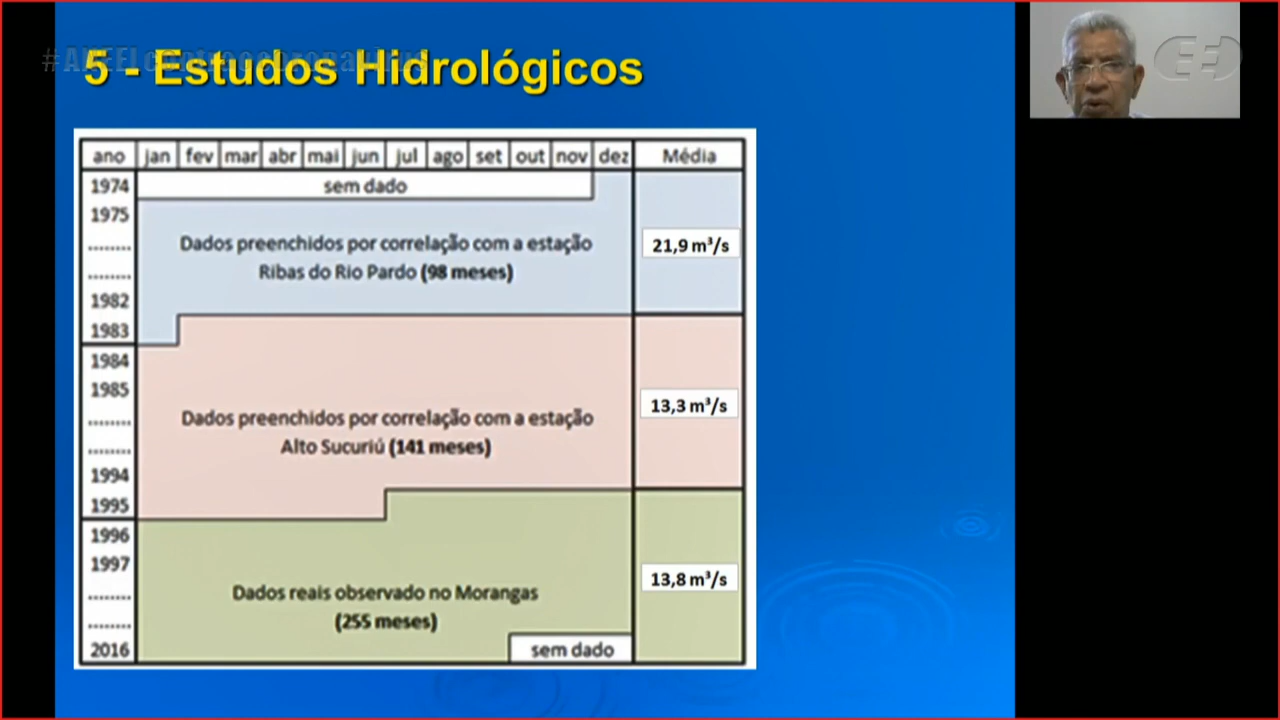 5 - Estudos Hidrológicos
ano jan fev mar abr mai jun jul ago set out nov dez Média
1974 sem dado
1975
........ Dados preenchidos por correlação com a estação 21,9 m³/s
........ Ribas do Rio Pardo (98 meses)
1982
1983
1984
1985
13,3 m³/s
........ Dados preenchidos por correlação com a estação
........ Alto Sucuriú (141 meses)
1994
1995
1996
1997
13,8 m³/s
........ Dados reais observado no Morangas
........ (255 meses)
2016 sem dado